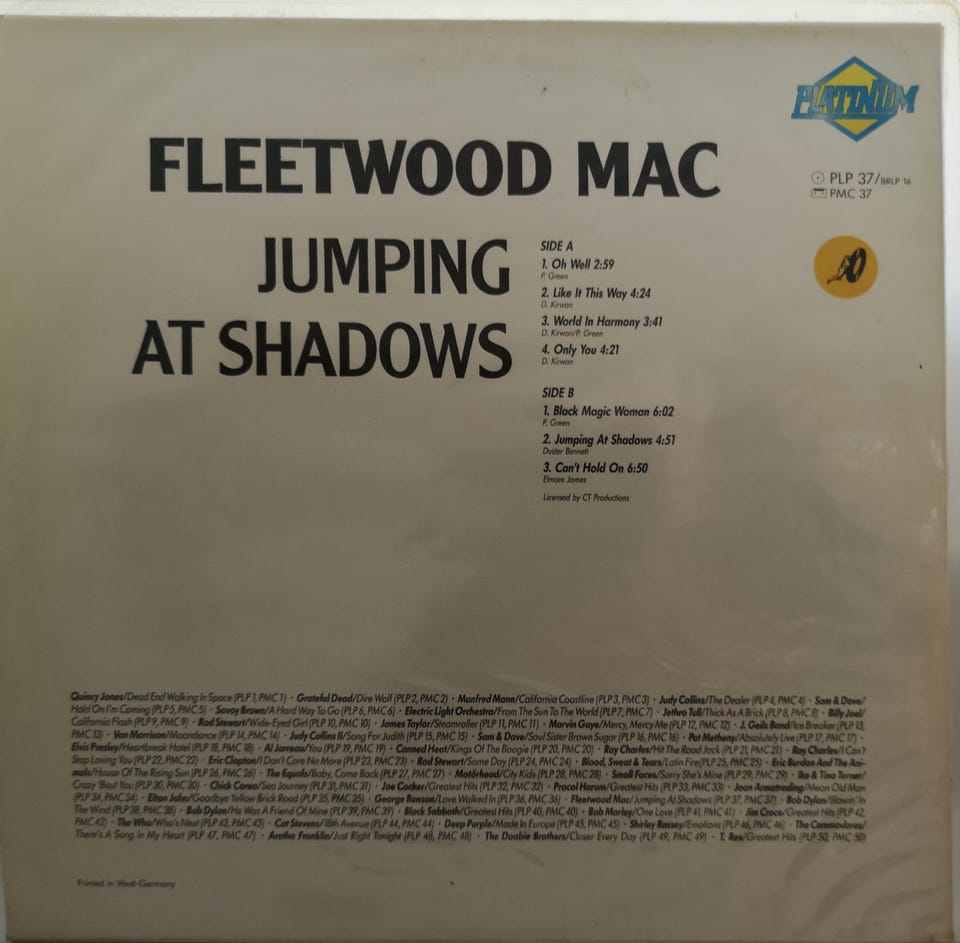 PLATINUM
FLEETWOOD MAC
PLP 37/BRLP 16
PMC 37
JUMPING
AT SHADOWS
SIDE A
1. Oh Well 2:59
P. Green
2. Like It This Way 4:24
D. Kirwan
3. World In Harmony 3:41
D. Kirwan/P. Green
4. Only You 4:21
D. Kirwan
SIDE B
1. Black Magic Woman 6:02
P. Green
2. Jumping At Shadows 4:51
Duster Bennett
3. Can't Hold On 6:50
Elmore James
Licensed by CT Productions
Quincy Jones/Dead End Walking In Space (PLP 1, PMC 1) · Grateful Dead/Dire Wolf (PLP 2, PMC 2) · Manfred Mann/California Coastline (PLP 3, PMC 3) · Judy Collins/The Dealer (PLP 4, PMC 4) · Sam & Dave/
Hold On I'm Coming (PLP 5, PMC 5) · Savoy Brown/A Hard Way To Go (PLP 6, PMC 6) · Electric Light Orchestra/From The Sun To The World (PLP 7, PMC 7) · Jethro Tull/Thick As A Brick (PLP 8, PMC 8) · Billy Joel/
California Flash (PLP 9, PMC 9) · Rod Stewart/Wide-Eyed Girl (PLP 10, PMC 10) · James Taylor/Steamroller (PLP 11, PMC 11) · Marvin Gaye/Mercy, Mercy Me (PLP 12, PMC 12) · J. Geils Band/Ice Breaker (PLP 13,
PMC 13) · Van Morrison/Moondance (PLP 14, PMC 14) · Judy Collins II/Song For Judith (PLP 15, PMC 15) · Sam & Dave/Soul Sister Brown Sugar (PLP 16, PMC 16) · Pat Metheny/Absolutely Live (PLP 17, PMC 17) ·
Elvis Presley/Heartbreak Hotel (PLP 18, PMC 18) · Al Jarreau/You (PLP 19, PMC 19) · Canned Heat/Kings Of The Boogie (PLP 20, PMC 20) · Ray Charles/Hit The Road Jack (PLP 21, PMC 21) · Ray Charles/I Can't
Stop Loving You (PLP 22, PMC 22) · Eric Clapton/I Don't Care No More (PLP 23, PMC 23) · Rod Stewart/Some Day (PLP 24, PMC 24) · Blood, Sweat & Tears/Latin Fire (PLP 25, PMC 25) · Eric Burdon And The Ani-
mals/House Of The Rising Sun (PLP 26, PMC 26) · The Equals/Baby, Come Back (PLP 27, PMC 27) · Motörhead/City Kids (PLP 28, PMC 28) · Small Faces/Sorry She's Mine (PLP 29, PMC 29) · Ike & Tina Turner/
Crazy 'Bout You (PLP 30, PMC 30) · Chick Corea/Sea Journey (PLP 31, PMC 31) · Joe Cocker/Greatest Hits (PLP 32, PMC 32) · Procol Harum/Greatest Hits (PLP 33, PMC 33) · Joan Armatrading/Mean Old Man
(PLP 34, PMC 34) · Elton John/Goodbye Yellow Brick Road (PLP 35, PMC 35) · George Benson/Love Walked In (PLP 36, PMC 36) · Fleetwood Mac/Jumping At Shadows (PLP 37, PMC 37) · Bob Dylan/Blowin' In
The Wind (PLP 38, PMC 38) · Bob Dylan/He Was A Friend Of Mine (PLP 39, PMC 39) · Black Sabbath/Greatest Hits (PLP 40, PMC 40) · Bob Marley/One Love (PLP 41, PMC 41) · Jim Croce/Greatest Hits (PLP 42,
PMC 42) · The Who/Who's Next (PLP 43, PMC 43) · Cat Stevens/18th Avenue (PLP 44, PMC 44) · Deep Purple/Made In Europe (PLP 45, PMC 45) · Shirley Bassey/Emotions (PLP 46, PMC 46) · The Commodores/
There's A Song In My Heart (PLP 47, PMC 47) · Aretha Franklin/Just Right Tonight (PLP 48, PMC 48) · The Doobie Brothers/Closer Every Day (PLP 49, PMC 49) · T. Rex/Greatest Hits (PLP 50, PMC 50)
Printed in West-Germany